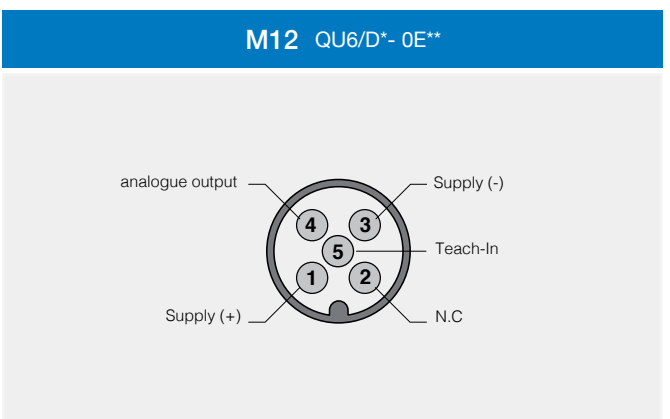 M12 QU6/D*- 0E**
analogue output
Supply (-)
4
3
5
Teach-In
1
2
Supply (+)
N.C